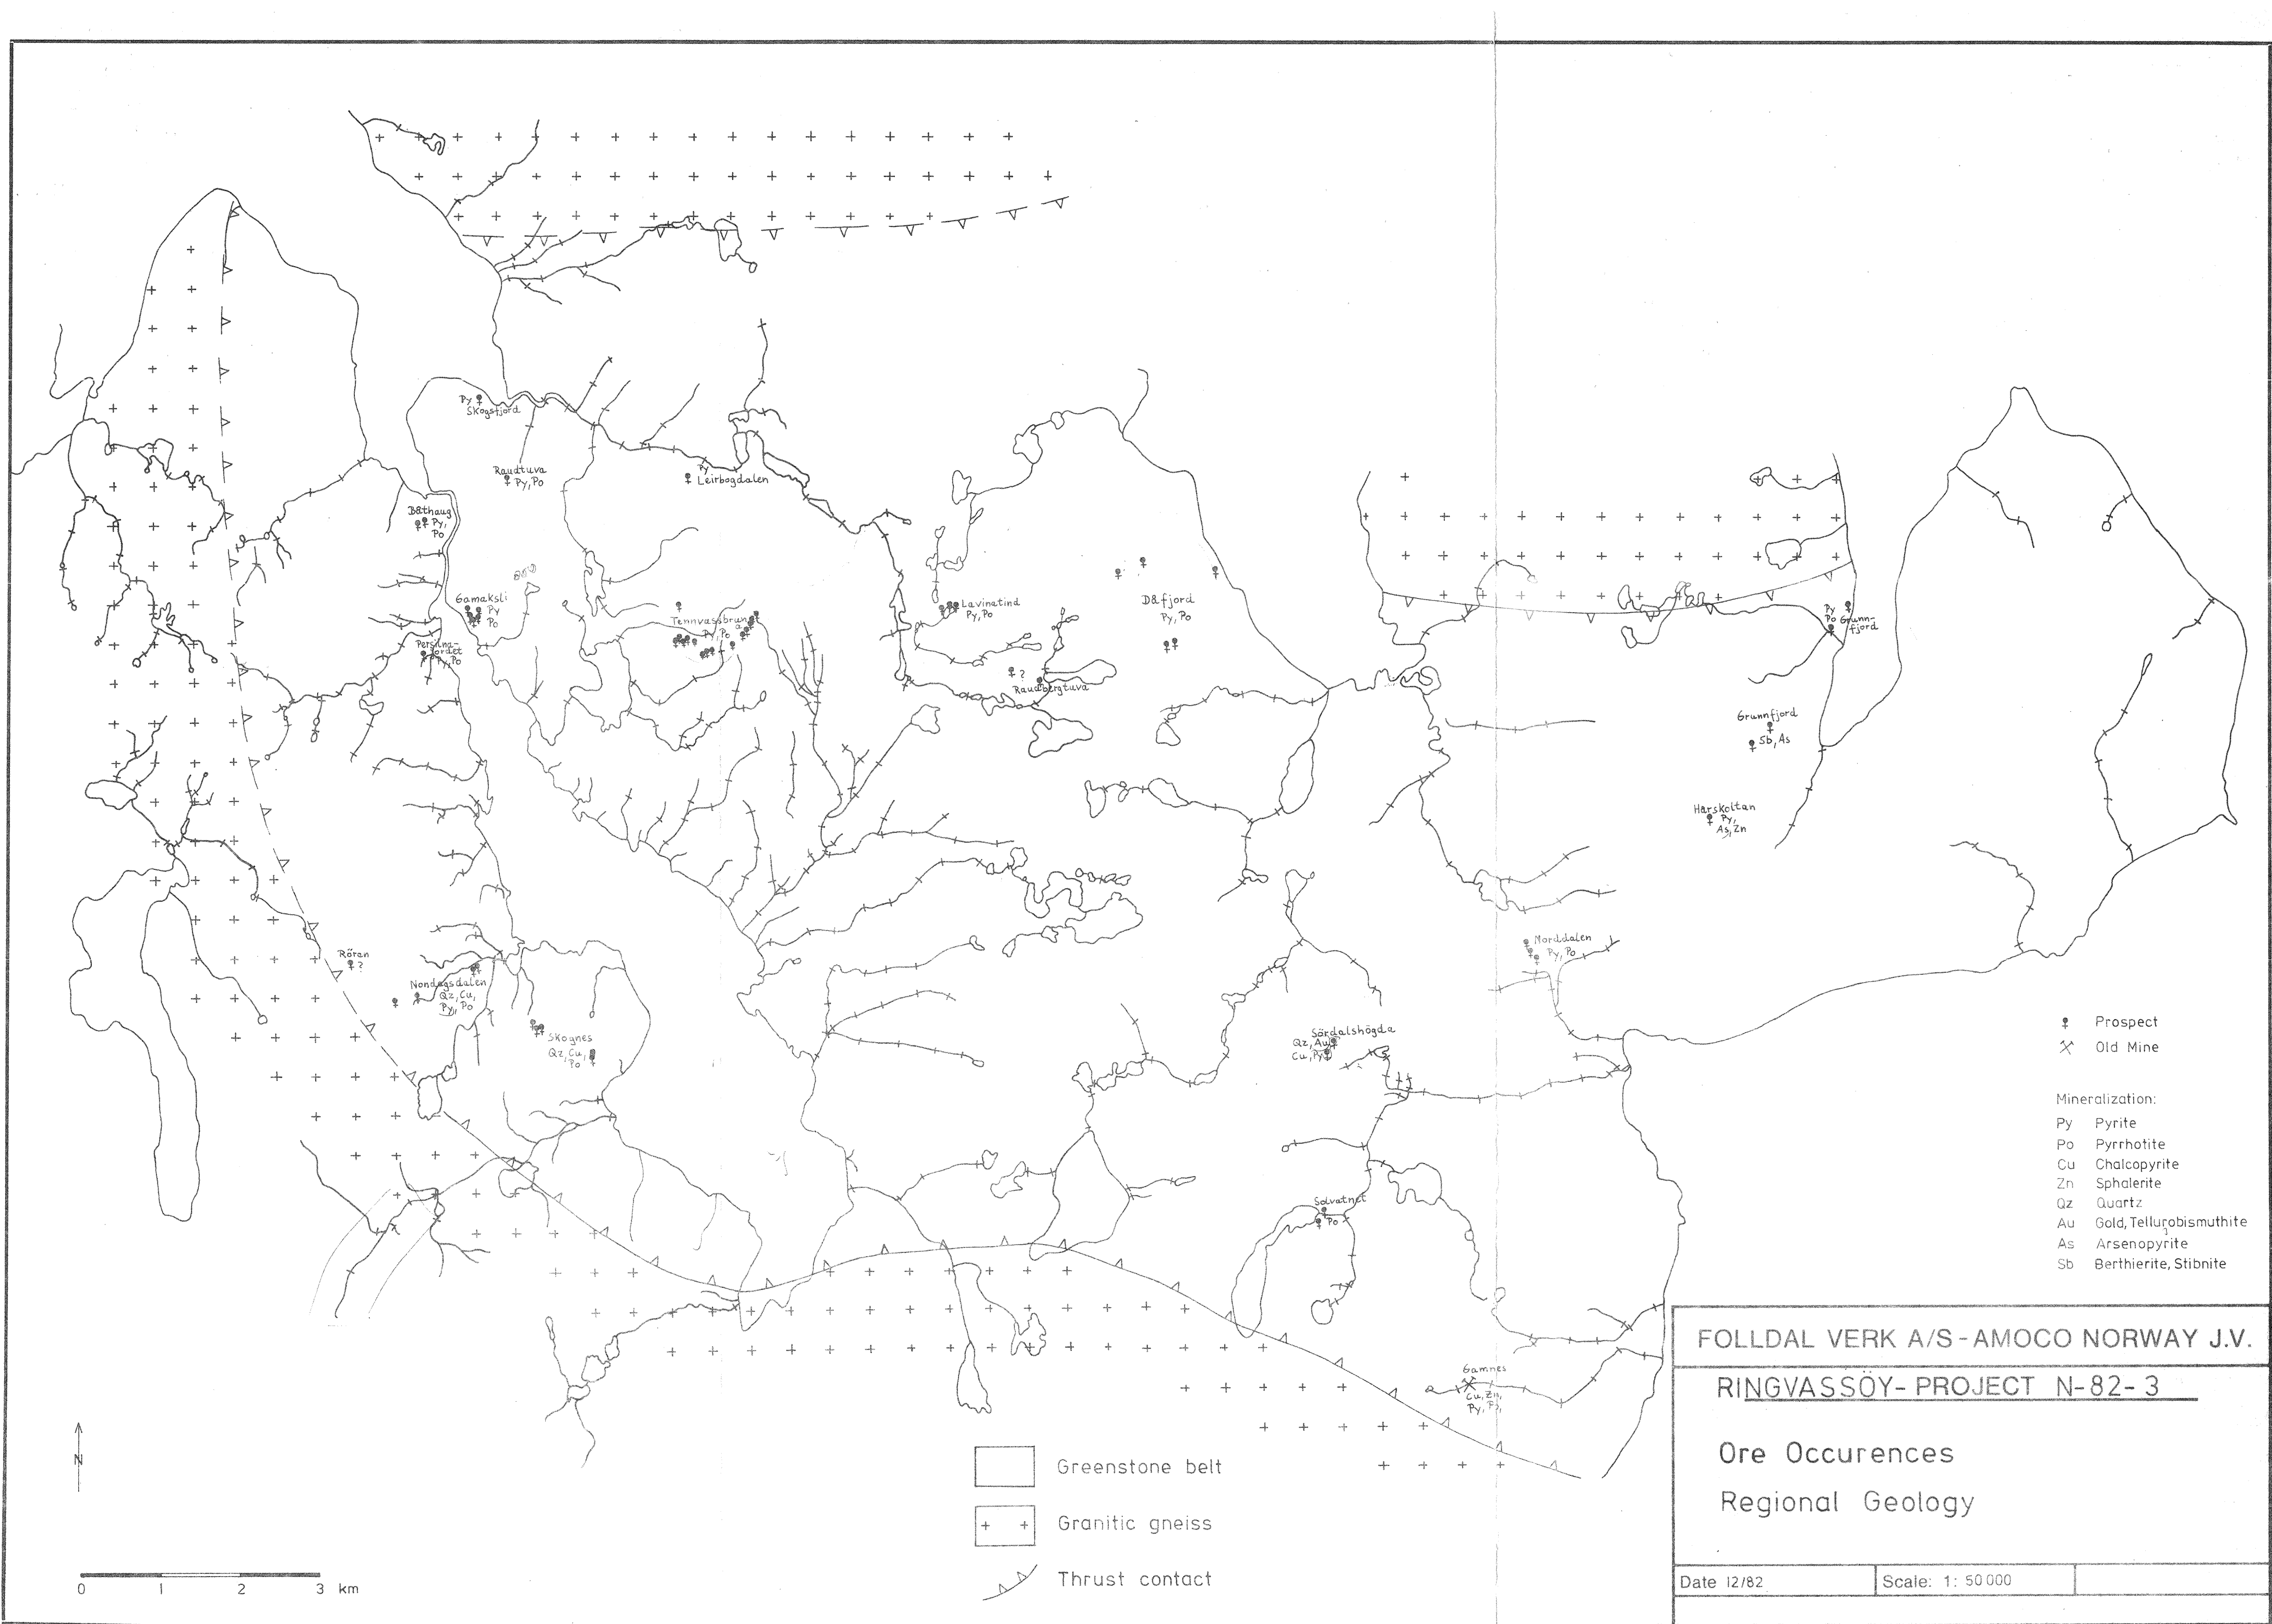 Py
Skogsfjord
Raudtuva
Py, Po
Py
Leirbogdalen
Båthaug
Py,
Po
Gamaksli
Py
Po
Py, Po
Tennvassbrun
a
Py, Po
Lavinatind
Py, Po
?
Raudbergtuva
Dåfjord
Py, Po
Py
Po
Grunn-
fjord
Grunnfjord
Sb, As
Hårskoltan
Py,
As, Zn
Röran
?
Nondagsdalen
Qz, Cu,
Py, Po
Skognes
Qz, Cu,
Po
Norddalen
Py, Po
Sördalshögda
Qz, Au
Cu, Py
Solvatnet
Po
Gamnes
Cu, Zn,
Py,
Prospect
Old Mine
Mineralization:
Py Pyrite
Po Pyrrhotite
Cu Chalcopyrite
Zn Sphalerite
Qz Quartz
Au Gold, Tellurobismuthite
As Arsenopyrite
Sb Berthierite, Stibnite
N
0 1 2 3 km
Greenstone belt
Granitic gneiss
Thrust contact
FOLLDAL VERK A/S - AMOCO NORWAY J.V.
RINGVASSÖY- PROJECT N-82-3
Ore Occurences
Regional Geology
Date 12/82
Scale: 1: 50 000